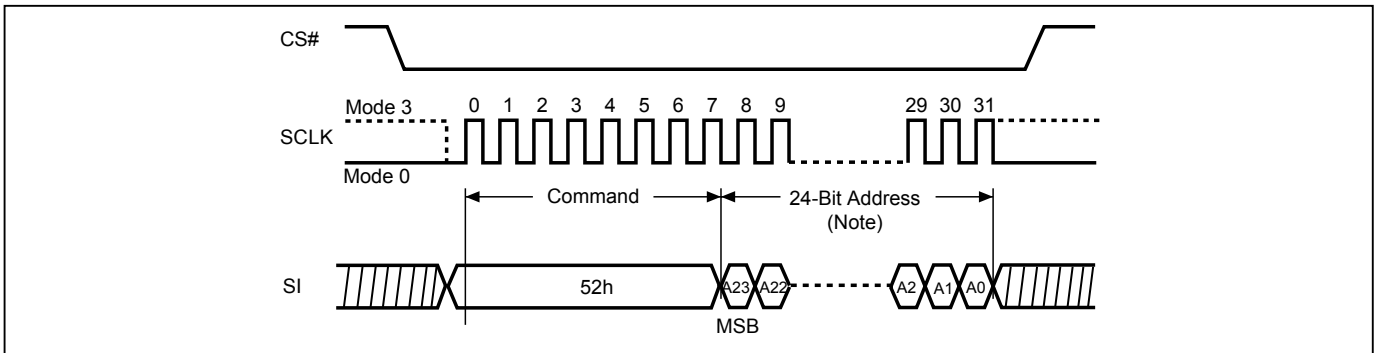 CS#
Mode 3 0 1 2 3 4 5 6 7 8 9 29 30 31
SCLK
Mode 0
Command 24-Bit Address
(Note)
SI 52h A23 A22 A2 A1 A0
MSB